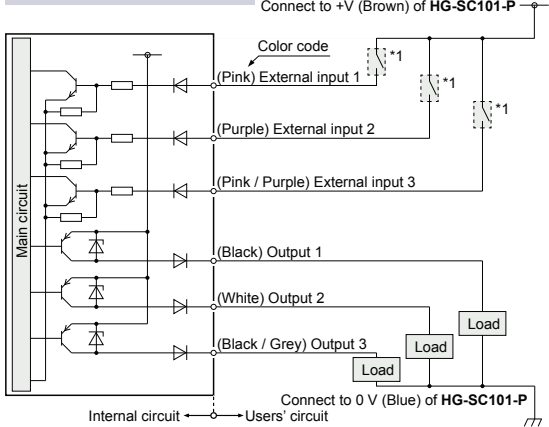 Connect to +V (Brown) of HG-SC101-P
Color code
*1
(Pink) External input 1
*1
*1
(Purple) External input 2
(Pink / Purple) External input 3
Main circuit
(Black) Output 1
(White) Output 2
Load
(Black / Grey) Output 3
Load
Load
Connect to 0 V (Blue) of HG-SC101-P
Internal circuit
Users' circuit